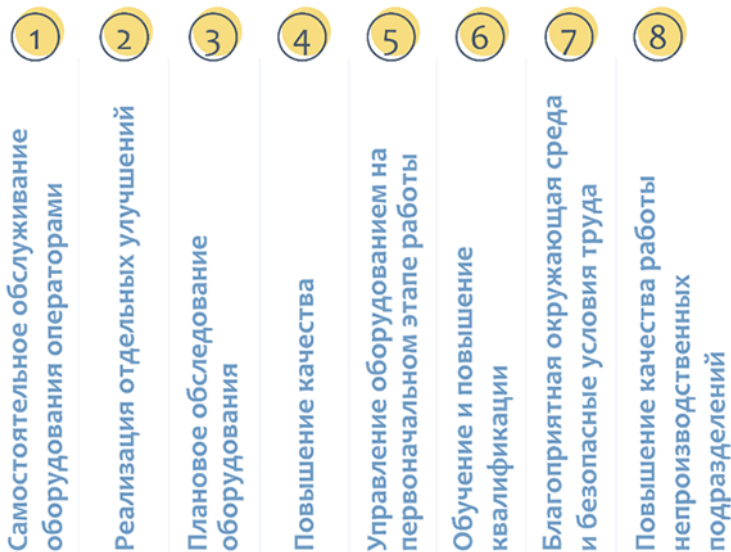 1
Самостоятельное обслуживание
оборудования операторами
2
Реализация отдельных улучшений
3
Плановое обследование
оборудования
4
Повышение качества
5
Управление оборудованием на
первоначальном этапе работы
6
Обучение и повышение
квалификации
7
Благоприятная окружающая среда
и безопасные условия труда
8
Повышение качества работы
непроизводственных
подразделений